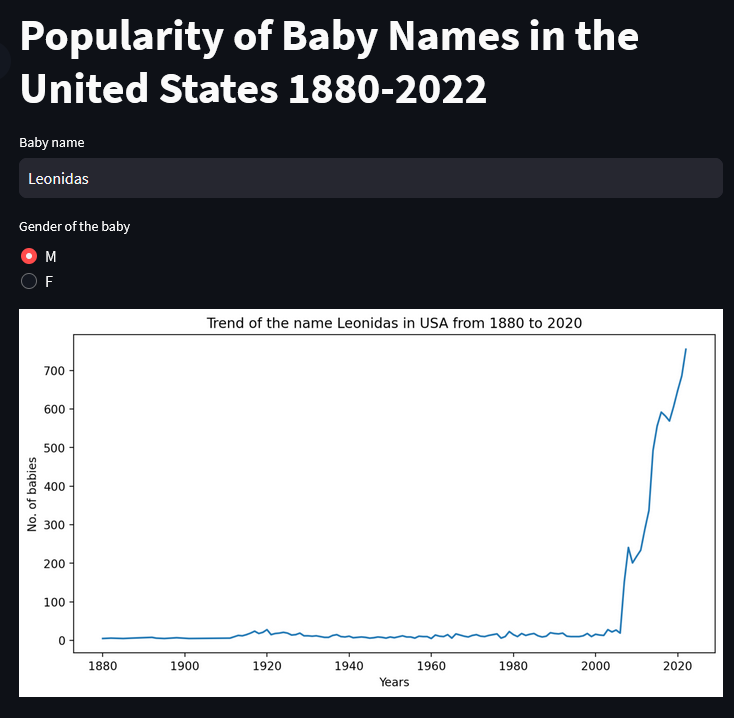 Popularity of Baby Names in the
United States 1880-2022
Baby name
Leonidas
Gender of the baby
M
F
Trend of the name Leonidas in USA from 1880 to 2020
No. of babies
700
600
500
400
300
200
100
0
1880 1900 1920 1940 1960 1980 2000 2020
Years